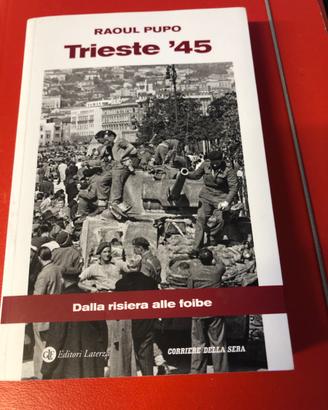 RAOUL PUPO
Trieste '45
Dalla risiera alle foibe
Editori Laterza
CORRIERE DELLA SERA